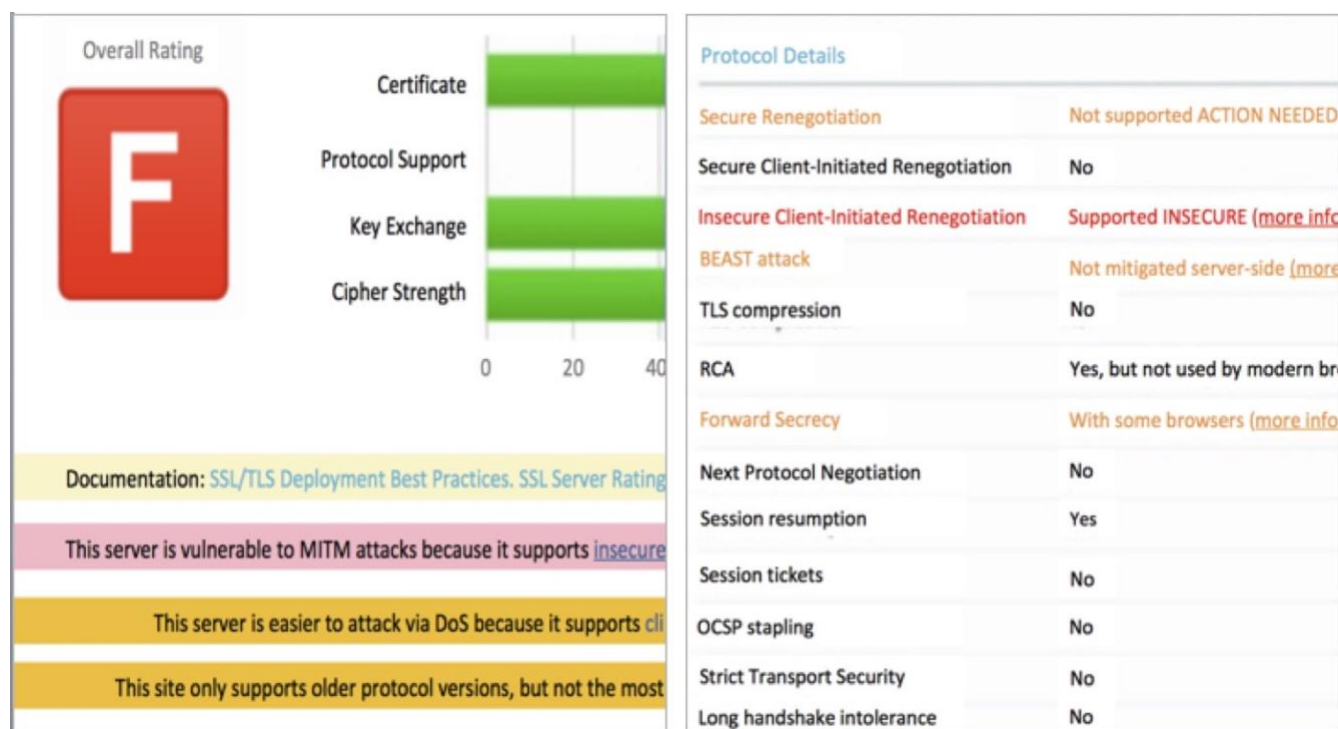 Overall Rating
F
Certificate
Protocol Support
Key Exchange
Cipher Strength
0 20 40
Documentation: SSL/TLS Deployment Best Practices. SSL Server Rating
This server is vulnerable to MITM attacks because it supports insecure
This server is easier to attack via DoS because it supports cli
This site only supports older protocol versions, but not the most
Protocol Details
Secure Renegotiation Not supported ACTION NEEDED
Secure Client-Initiated Renegotiation No
Insecure Client-Initiated Renegotiation Supported INSECURE (more info
BEAST attack Not mitigated server-side (more
TLS compression No
RCA Yes, but not used by modern br
Forward Secrecy With some browsers (more info
Next Protocol Negotiation No
Session resumption Yes
Session tickets No
OCSP stapling No
Strict Transport Security No
Long handshake intolerance No